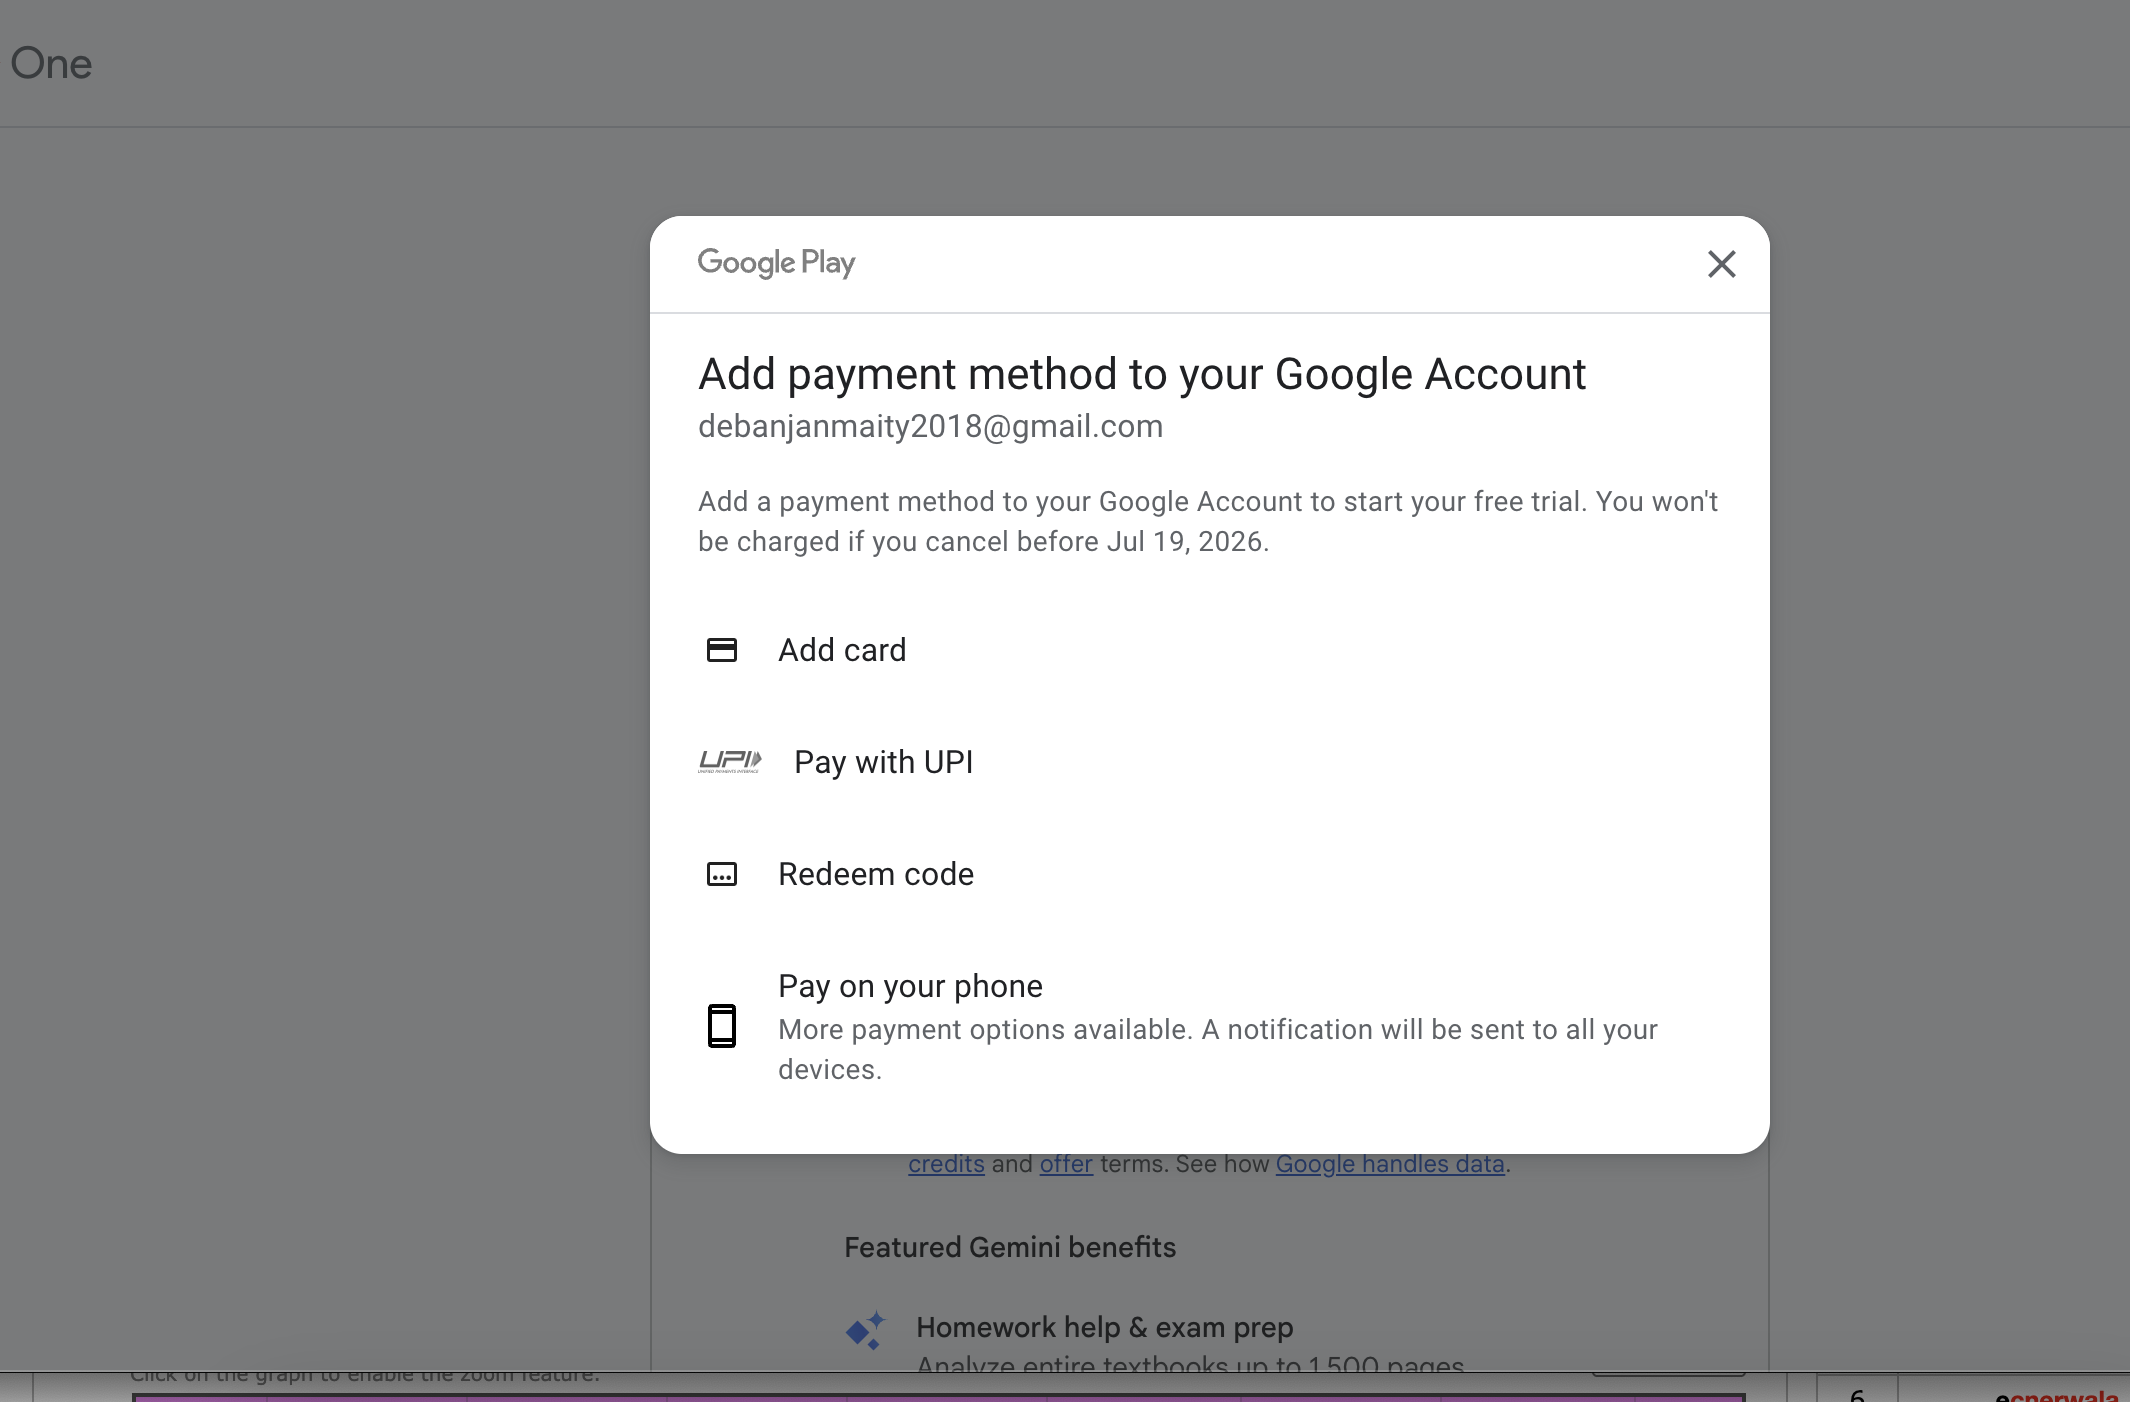 One
Google Play
Add payment method to your Google Account
debanjanmaity2018@gmail.com
Add a payment method to your Google Account to start your free trial. You won't
be charged if you cancel before Jul 19, 2026.
Add card
UPI
UNIFIED PAYMENTS INTERFACE
Pay with UPI
Redeem code
Pay on your phone
More payment options available. A notification will be sent to all your
devices.
credits and offer terms. See how Google handles data.
Featured Gemini benefits
Homework help & exam prep
Analyze entire textbooks up to 1,500 pages
Click on the graph to enable the zoom feature.
6
ecnerwala